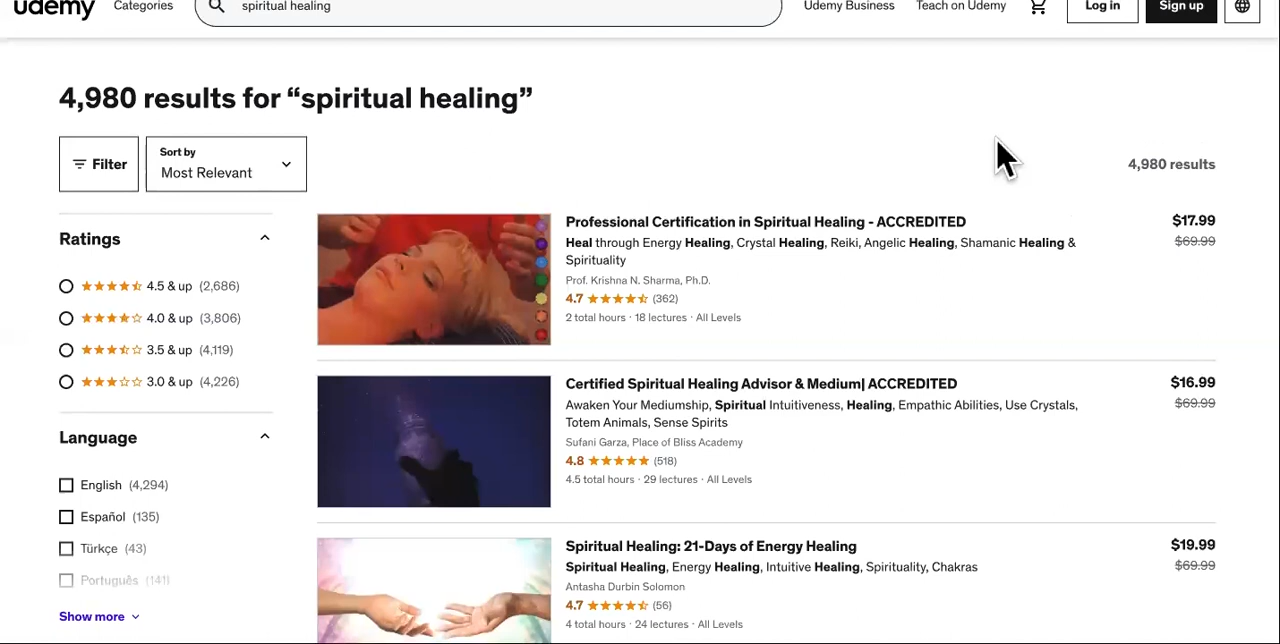 udemy
Categories
spiritual healing
Udemy Business
Teach on Udemy
Log in
Sign up
4,980 results for “spiritual healing”
Filter
Sort by
Most Relevant
4,980 results
Ratings
4.5 & up (2,686)
4.0 & up (3,806)
3.5 & up (4,119)
3.0 & up (4,226)
Language
English (4,294)
Español (135)
Türkçe (43)
Português (141)
Show more
Professional Certification in Spiritual Healing - ACCREDITED
$17.99
Heal through Energy Healing, Crystal Healing, Reiki, Angelic Healing, Shamanic Healing &
$69.99
Spirituality
Prof. Krishna N. Sharma, Ph.D.
4.7 (362)
2 total hours · 18 lectures · All Levels
Certified Spiritual Healing Advisor & Medium| ACCREDITED
$16.99
Awaken Your Mediumship, Spiritual Intuitiveness, Healing, Empathic Abilities, Use Crystals,
$69.99
Totem Animals, Sense Spirits
Sufani Garza, Place of Bliss Academy
4.8 (518)
4.5 total hours · 29 lectures · All Levels
Spiritual Healing: 21-Days of Energy Healing
$19.99
Spiritual Healing, Energy Healing, Intuitive Healing, Spirituality, Chakras
$69.99
Antasha Durbin Solomon
4.7 (56)
4 total hours · 24 lectures · All Levels